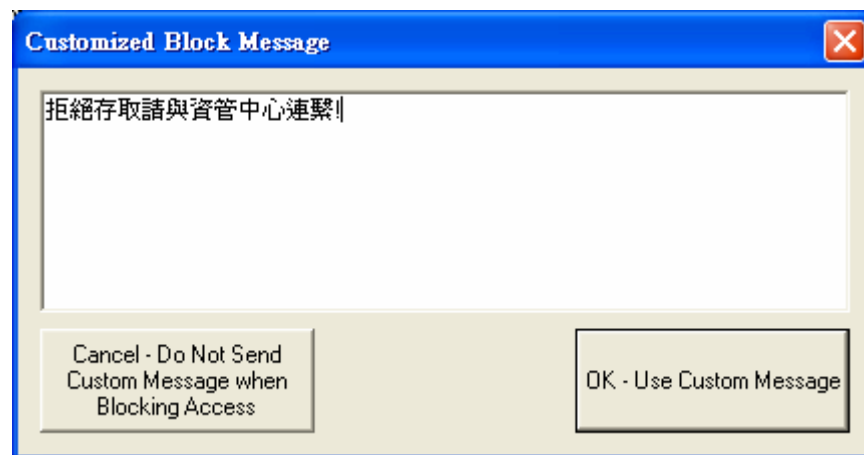 Customized Block Message
拒絕存取請與資管中心連繫!
Cancel - Do Not Send
Custom Message when
Blocking Access
OK - Use Custom Message